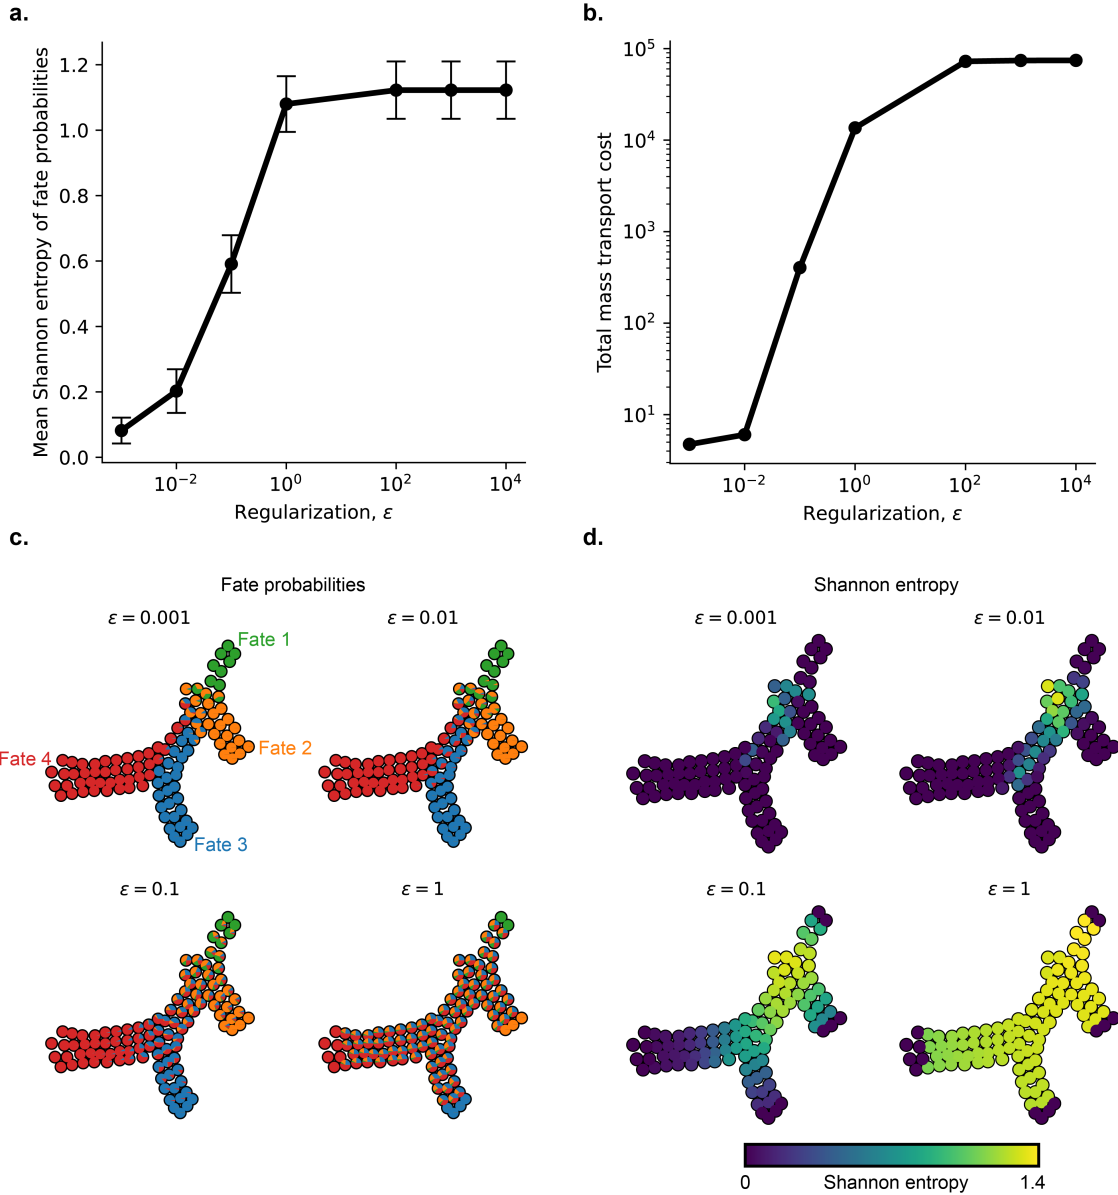 a.
Mean Shannon entropy of fate probabilities
1.2
1.0
0.8
0.6
0.4
0.2
0.0
10⁻² 10⁰ 10² 10⁴
Regularization, ε
b.
Total mass transport cost
10⁵
10⁴
10³
10²
10¹
10⁻² 10⁰ 10² 10⁴
Regularization, ε
c.
Fate probabilities
ε = 0.001
ε = 0.01
Fate 1
Fate 2
Fate 4
Fate 3
ε = 0.1
ε = 1
d.
Shannon entropy
ε = 0.001
ε = 0.01
ε = 0.1
ε = 1
0 Shannon entropy 1.4